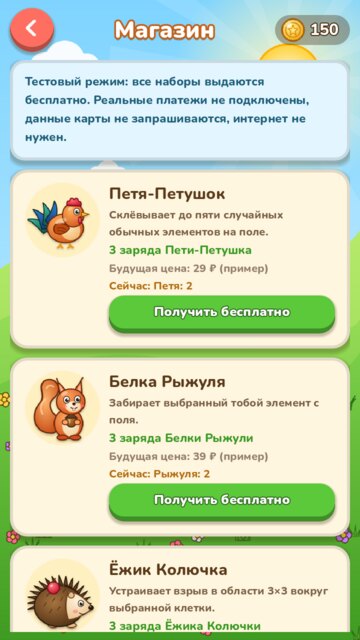 Магазин
150
Тестовый режим: все наборы выдаются
бесплатно. Реальные платежи не подключены,
данные карты не запрашиваются, интернет не
нужен.
Петя-Петушок
Склёвывает до пяти случайных
обычных элементов на поле.
3 заряда Пети-Петушка
Будущая цена: 29 ₽ (пример)
Сейчас: Петя: 2
Получить бесплатно
Белка Рыжуля
Забирает выбранный тобой элемент с
поля.
3 заряда Белки Рыжули
Будущая цена: 39 ₽ (пример)
Сейчас: Рыжуля: 2
Получить бесплатно
Ёжик Колючка
Устраивает взрыв в области 3×3 вокруг
выбранной клетки.
3 заряда Ёжика Колючки